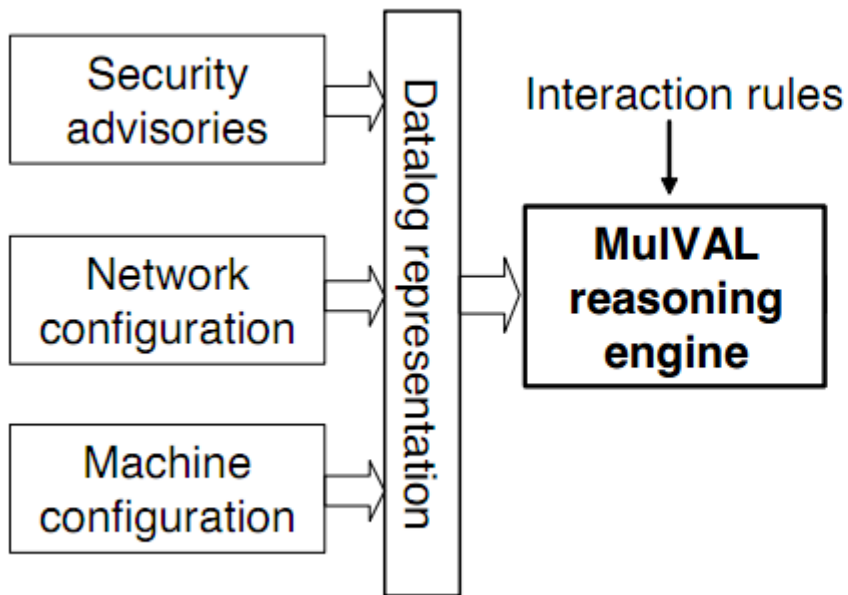 Security
advisories
Network
configuration
Machine
configuration
Datalog representation
Interaction rules
MulVAL
reasoning
engine